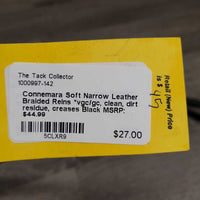 The Tack Collector
1000997-142
Connemara Soft Narrow Leather
Braided Reins *vgc/gc, clean, dirt
residue, creases Black MSRP:
$44.99
$27.00
5CLXR9
Retail (New) Price
is $ 45